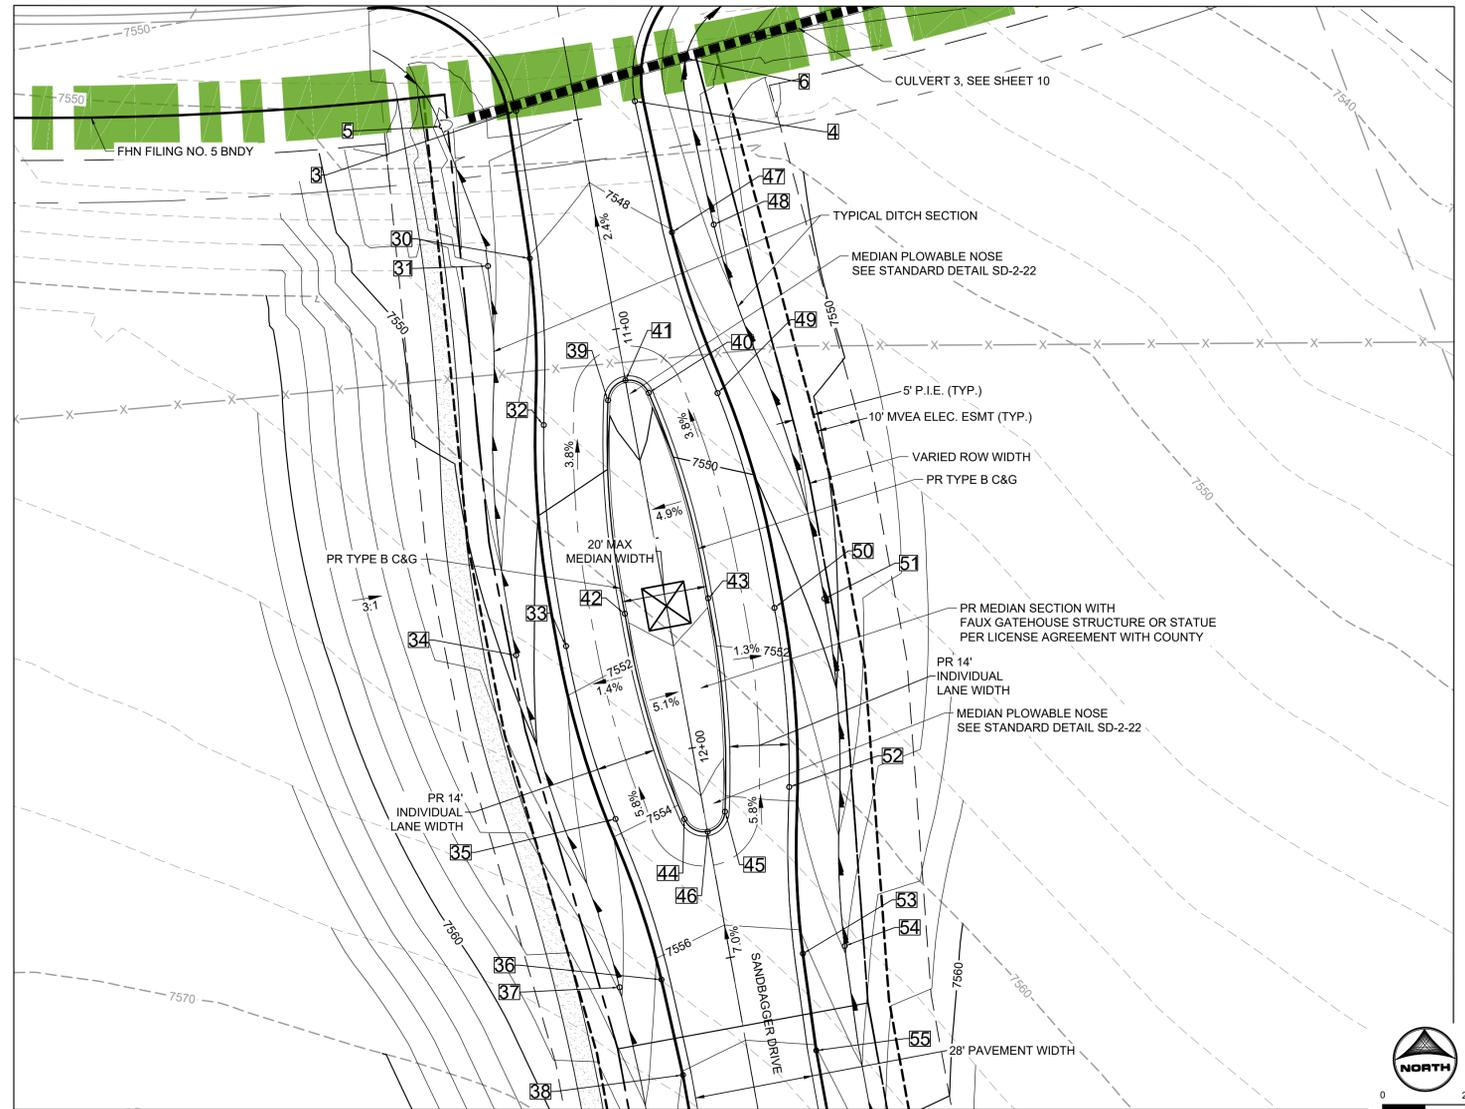 7550
7550
CULVERT 3, SEE SHEET 10
6
7540
5
4
FHN FILING NO. 5 BNDY
3
47
7548
48
TYPICAL DITCH SECTION
2.4%
30
31
MEDIAN PLOWABLE NOSE
SEE STANDARD DETAIL SD-2-22
7550
7550
11+00
49
41
40
39
X X X X X X X X X X X X X X X X
5' P.I.E. (TYP.)
32
10' MVEA ELEC. ESMT (TYP.)
3.8%
3.8%
VARIED ROW WIDTH
7550
PR TYPE B C&G
7550
4.9%
20' MAX
MEDIAN WIDTH
PR TYPE B C&G
50
51
43
42
3:1
33
PR MEDIAN SECTION WITH
FAUX GATEHOUSE STRUCTURE OR STATUE
PER LICENSE AGREEMENT WITH COUNTY
34
1.3%
7552
7552
1.4%
5.1%
PR 14'
INDIVIDUAL
LANE WIDTH
MEDIAN PLOWABLE NOSE
SEE STANDARD DETAIL SD-2-22
12+00
52
PR 14'
INDIVIDUAL
LANE WIDTH
5.8%
7554
5.8%
35
44
45
46
53
54
7560
7556
7.0%
36
37
7570
SANDBAGGER DRIVE
7560
7560
55
28' PAVEMENT WIDTH
38
NORTH
0
2